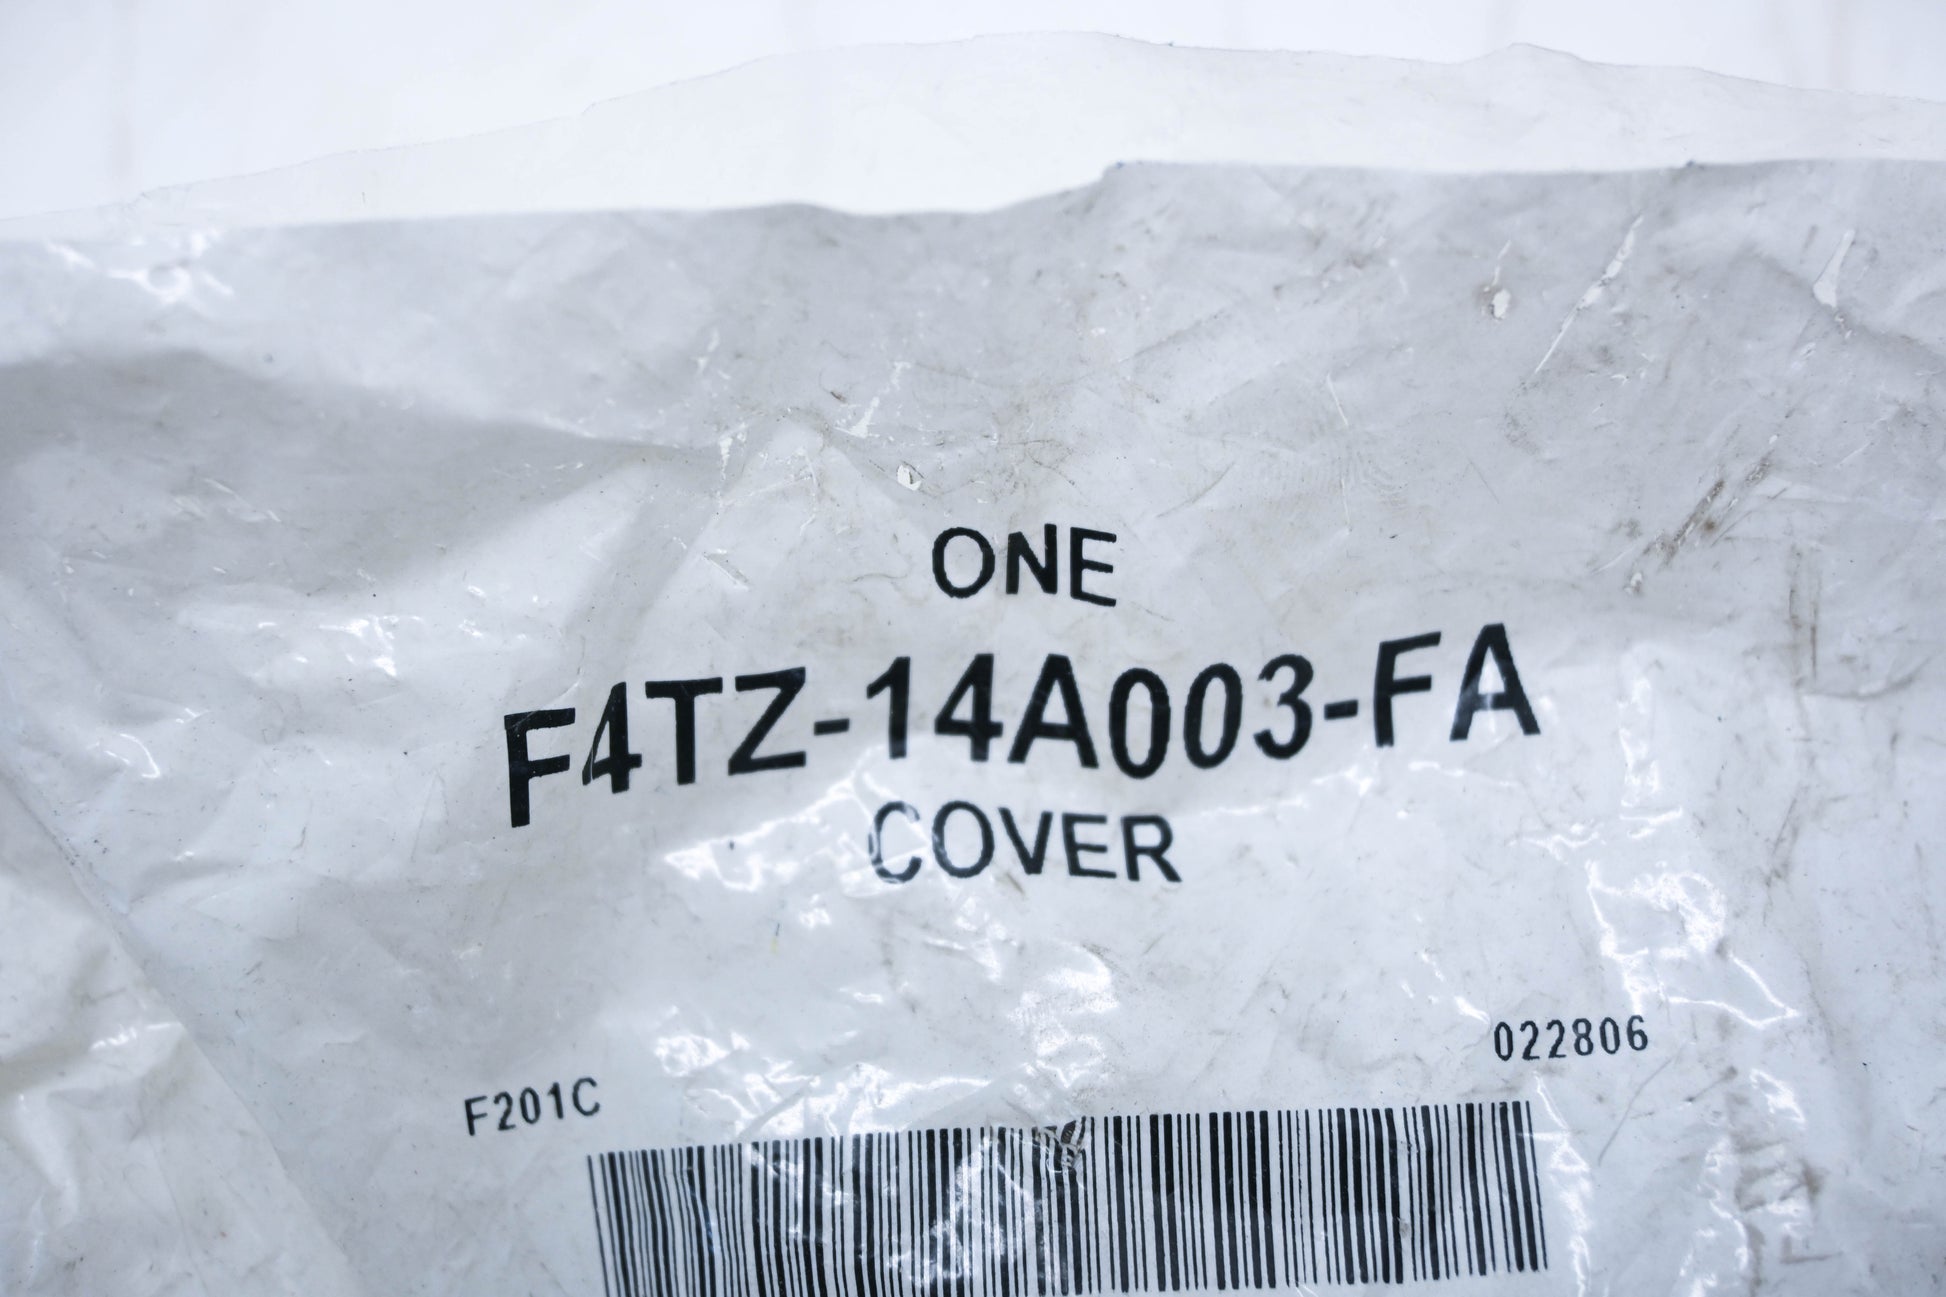 ONE
F4TZ-14A003-FA
COVER
022806
F201C